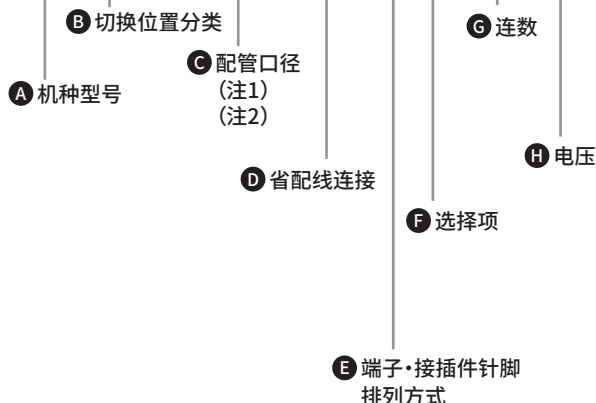 B 切换位置分类
G 连数
C 配管口径
（注1）
（注2）
A 机种型号
H 电压
D 省配线连接
F 选择项
E 端子・接插件针脚
排列方式